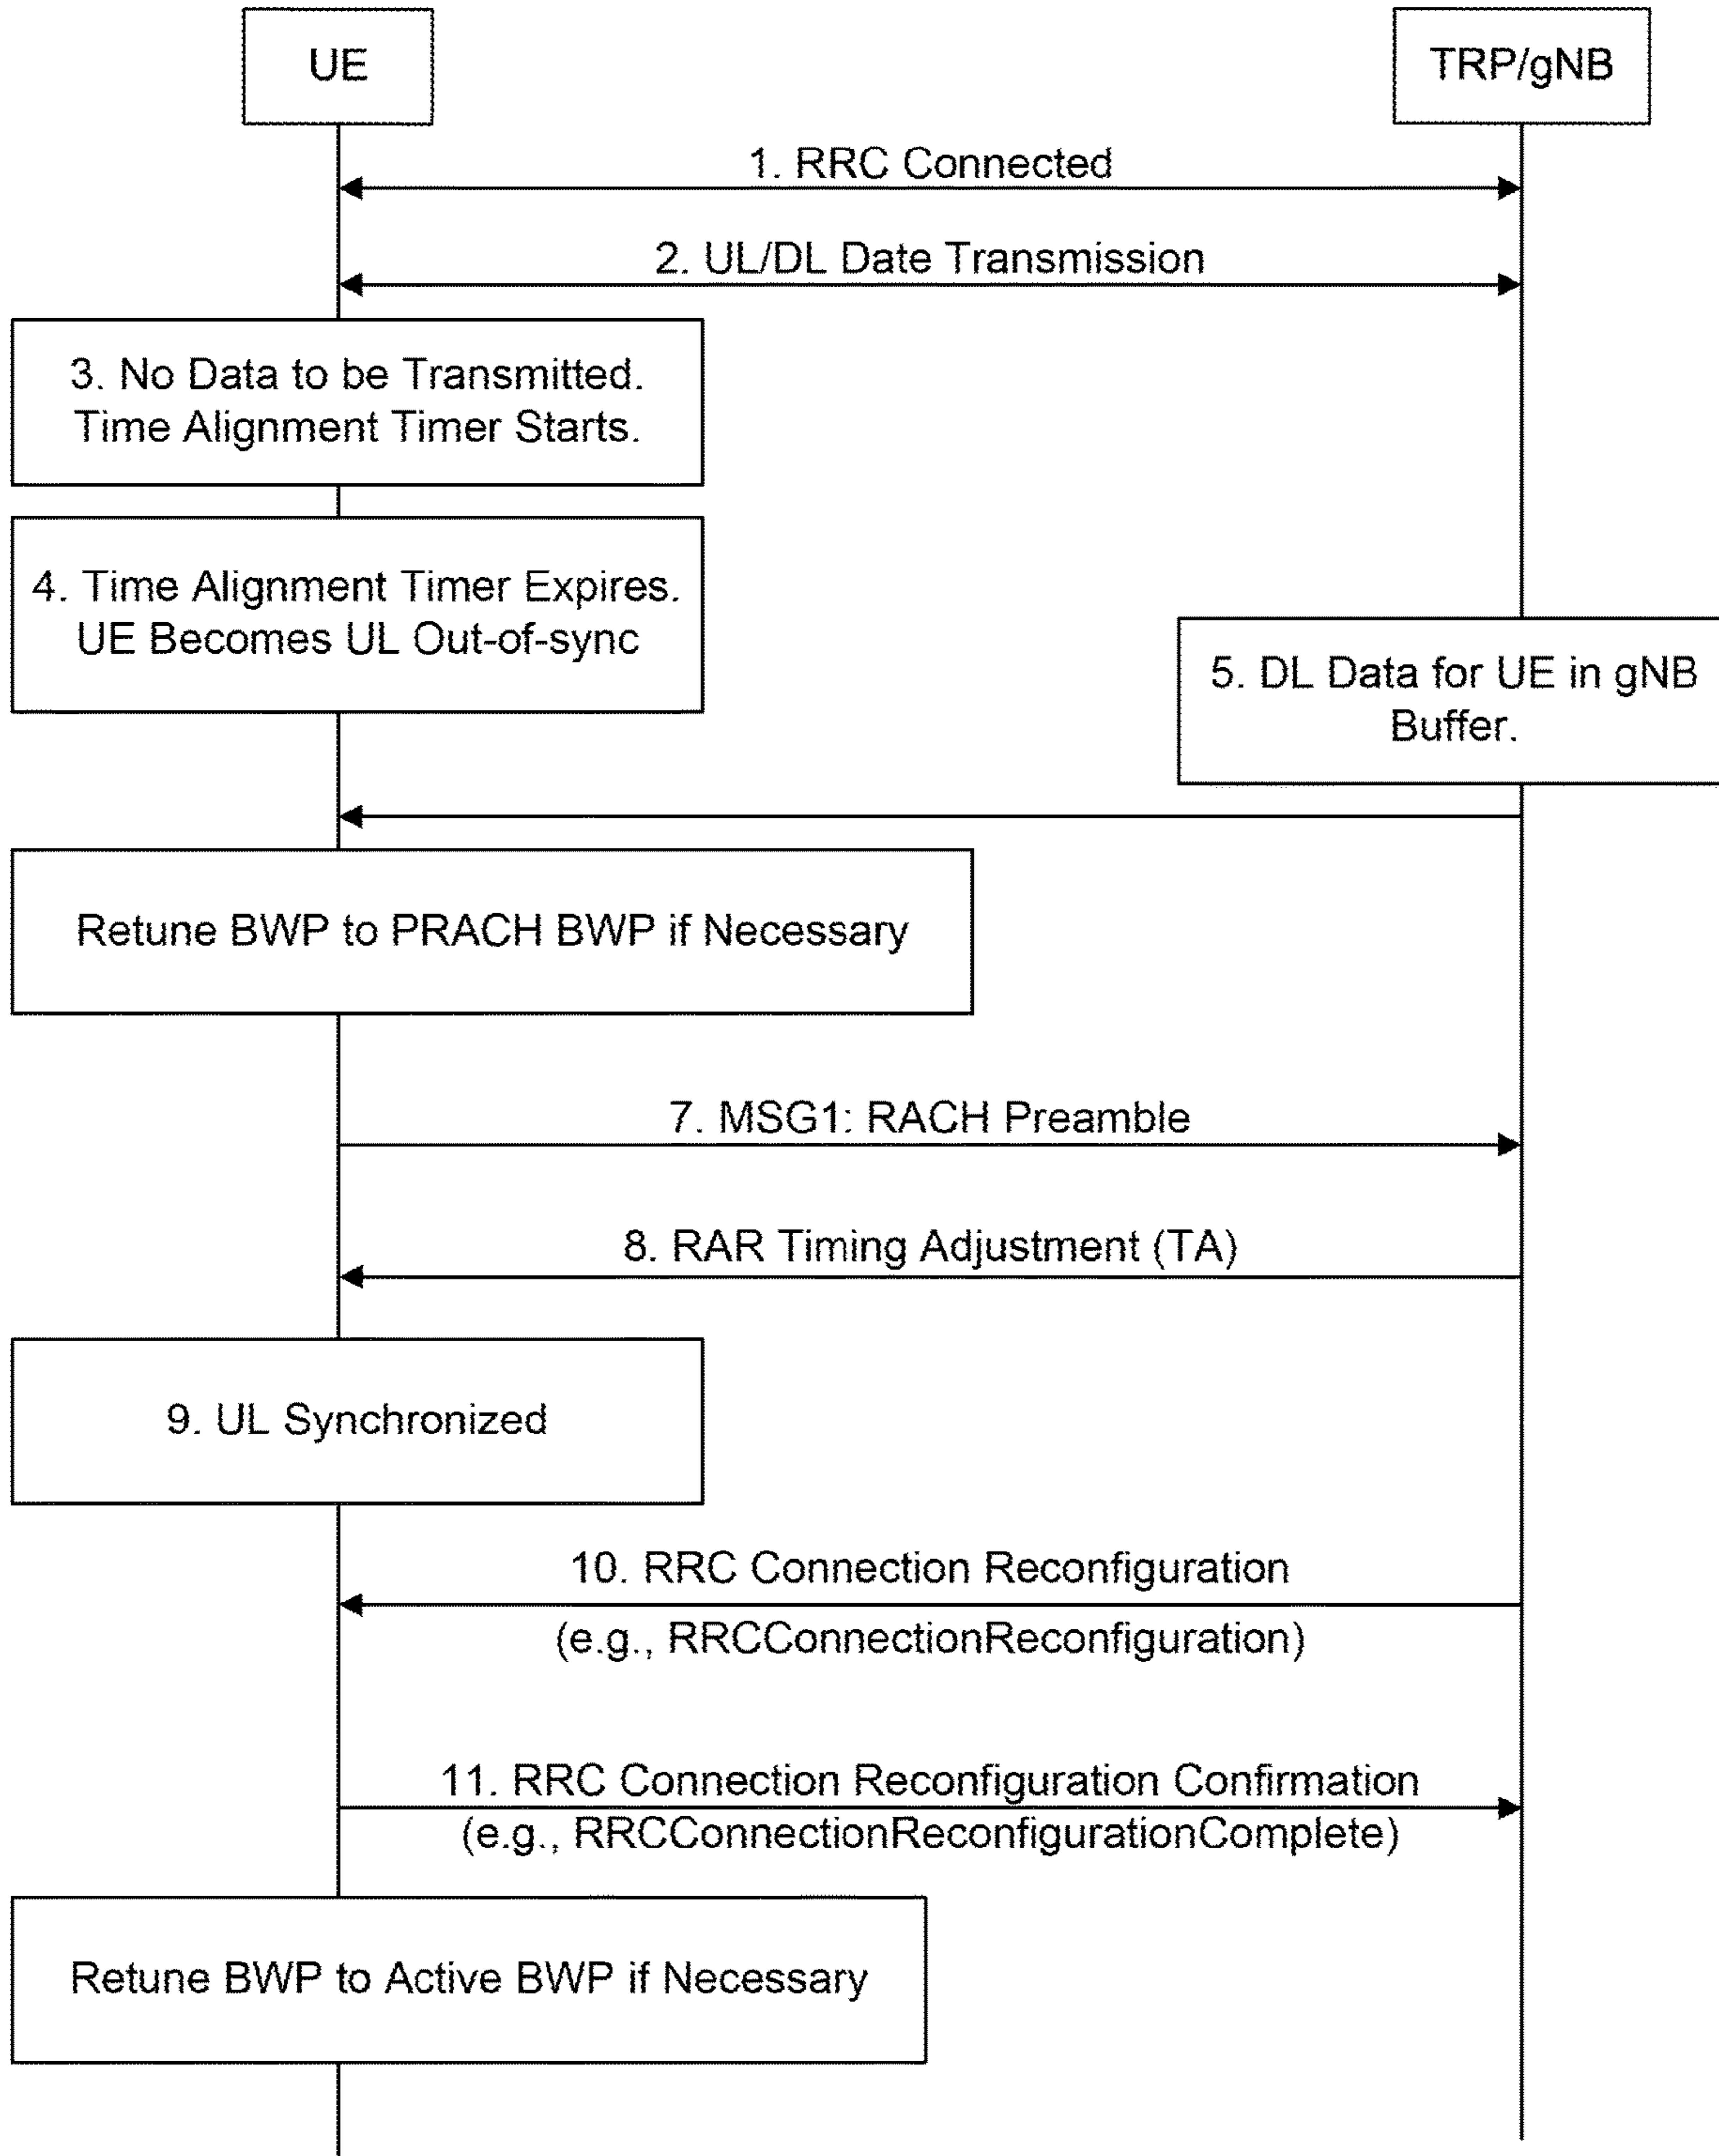 UE
TRP/gNB
1. RRC Connected
2. UL/DL Date Transmission
3. No Data to be Transmitted.
Time Alignment Timer Starts.
4. Time Alignment Timer Expires.
UE Becomes UL Out-of-sync
5. DL Data for UE in gNB
Buffer.
Retune BWP to PRACH BWP if Necessary
7. MSG1: RACH Preamble
8. RAR Timing Adjustment (TA)
9. UL Synchronized
10. RRC Connection Reconfiguration
(e.g., RRCConnectionReconfiguration)
11. RRC Connection Reconfiguration Confirmation
(e.g., RRCConnectionReconfigurationComplete)
Retune BWP to Active BWP if Necessary